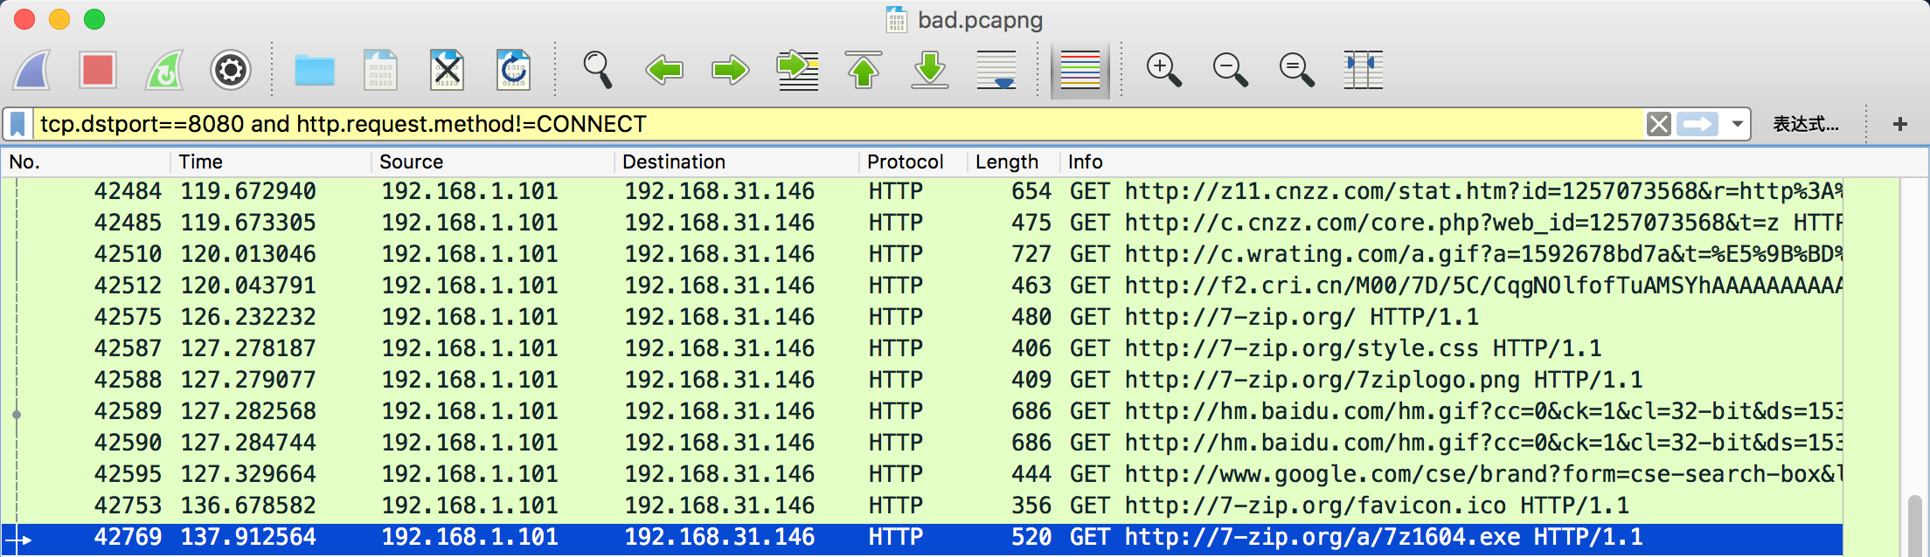 bad.pcapng
tcp.dstport==8080 and http.request.method!=CONNECT 表达式... +
No. Time Source Destination Protocol Length Info
42484 119.672940 192.168.1.101 192.168.31.146 HTTP 654 GET http://z11.cnzz.com/stat.htm?id=1257073568&r=http%3A%
42485 119.673305 192.168.1.101 192.168.31.146 HTTP 475 GET http://c.cnzz.com/core.php?web_id=1257073568&t=z HTTP
42510 120.013046 192.168.1.101 192.168.31.146 HTTP 727 GET http://c.wrating.com/a.gif?a=1592678bd7a&t=%E5%9B%BD%
42512 120.043791 192.168.1.101 192.168.31.146 HTTP 463 GET http://f2.cri.cn/M00/7D/5C/CqgNOlfofTuAMSYhAAAAAAAAAAA
42575 126.232232 192.168.1.101 192.168.31.146 HTTP 480 GET http://7-zip.org/ HTTP/1.1
42587 127.278187 192.168.1.101 192.168.31.146 HTTP 406 GET http://7-zip.org/style.css HTTP/1.1
42588 127.279077 192.168.1.101 192.168.31.146 HTTP 409 GET http://7-zip.org/7ziplogo.png HTTP/1.1
42589 127.282568 192.168.1.101 192.168.31.146 HTTP 686 GET http://hm.baidu.com/hm.gif?cc=0&ck=1&cl=32-bit&ds=153
42590 127.284744 192.168.1.101 192.168.31.146 HTTP 686 GET http://hm.baidu.com/hm.gif?cc=0&ck=1&cl=32-bit&ds=153
42595 127.329664 192.168.1.101 192.168.31.146 HTTP 444 GET http://www.google.com/cse/brand?form=cse-search-box&l
42753 136.678582 192.168.1.101 192.168.31.146 HTTP 356 GET http://7-zip.org/favicon.ico HTTP/1.1
42769 137.912564 192.168.1.101 192.168.31.146 HTTP 520 GET http://7-zip.org/a/7z1604.exe HTTP/1.1